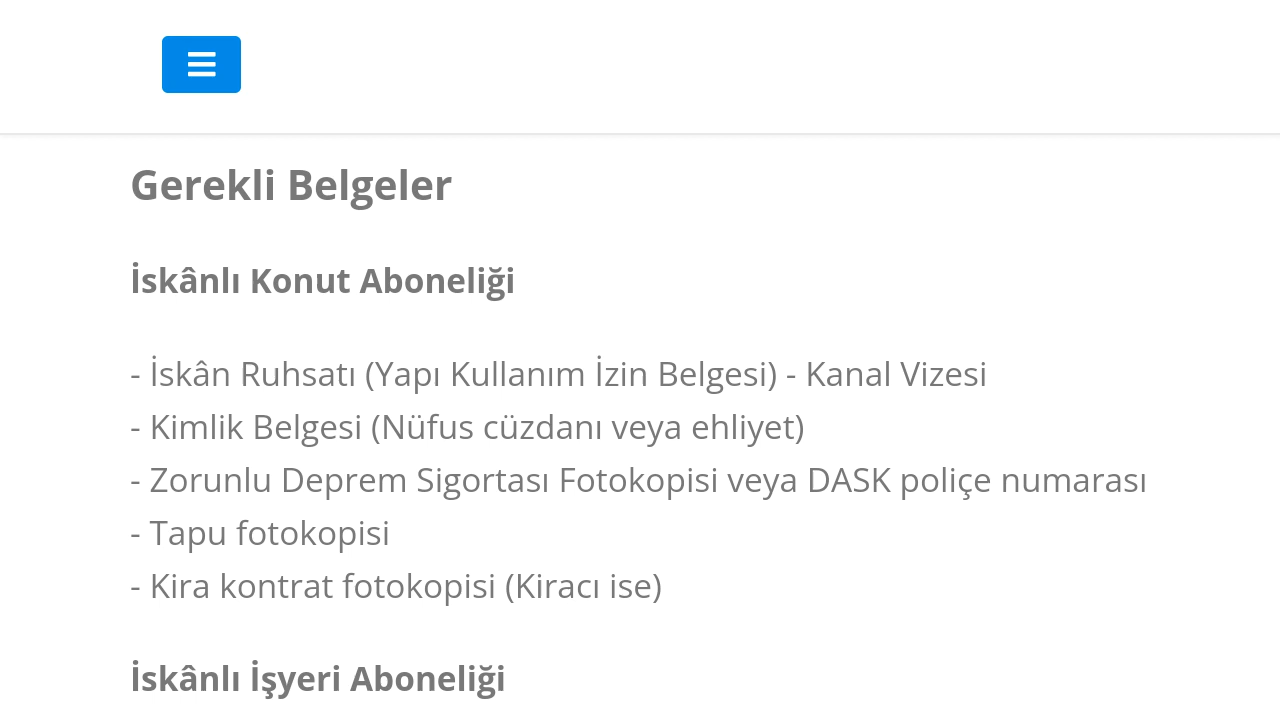 Gerekli Belgeler
İskânlı Konut Aboneliği
- İskân Ruhsatı (Yapı Kullanım İzin Belgesi) - Kanal Vizesi
- Kimlik Belgesi (Nüfus cüzdanı veya ehliyet)
- Zorunlu Deprem Sigortası Fotokopisi veya DASK poliçe numarası
- Tapu fotokopisi
- Kira kontrat fotokopisi (Kiracı ise)
İskânlı İşyeri Aboneliği